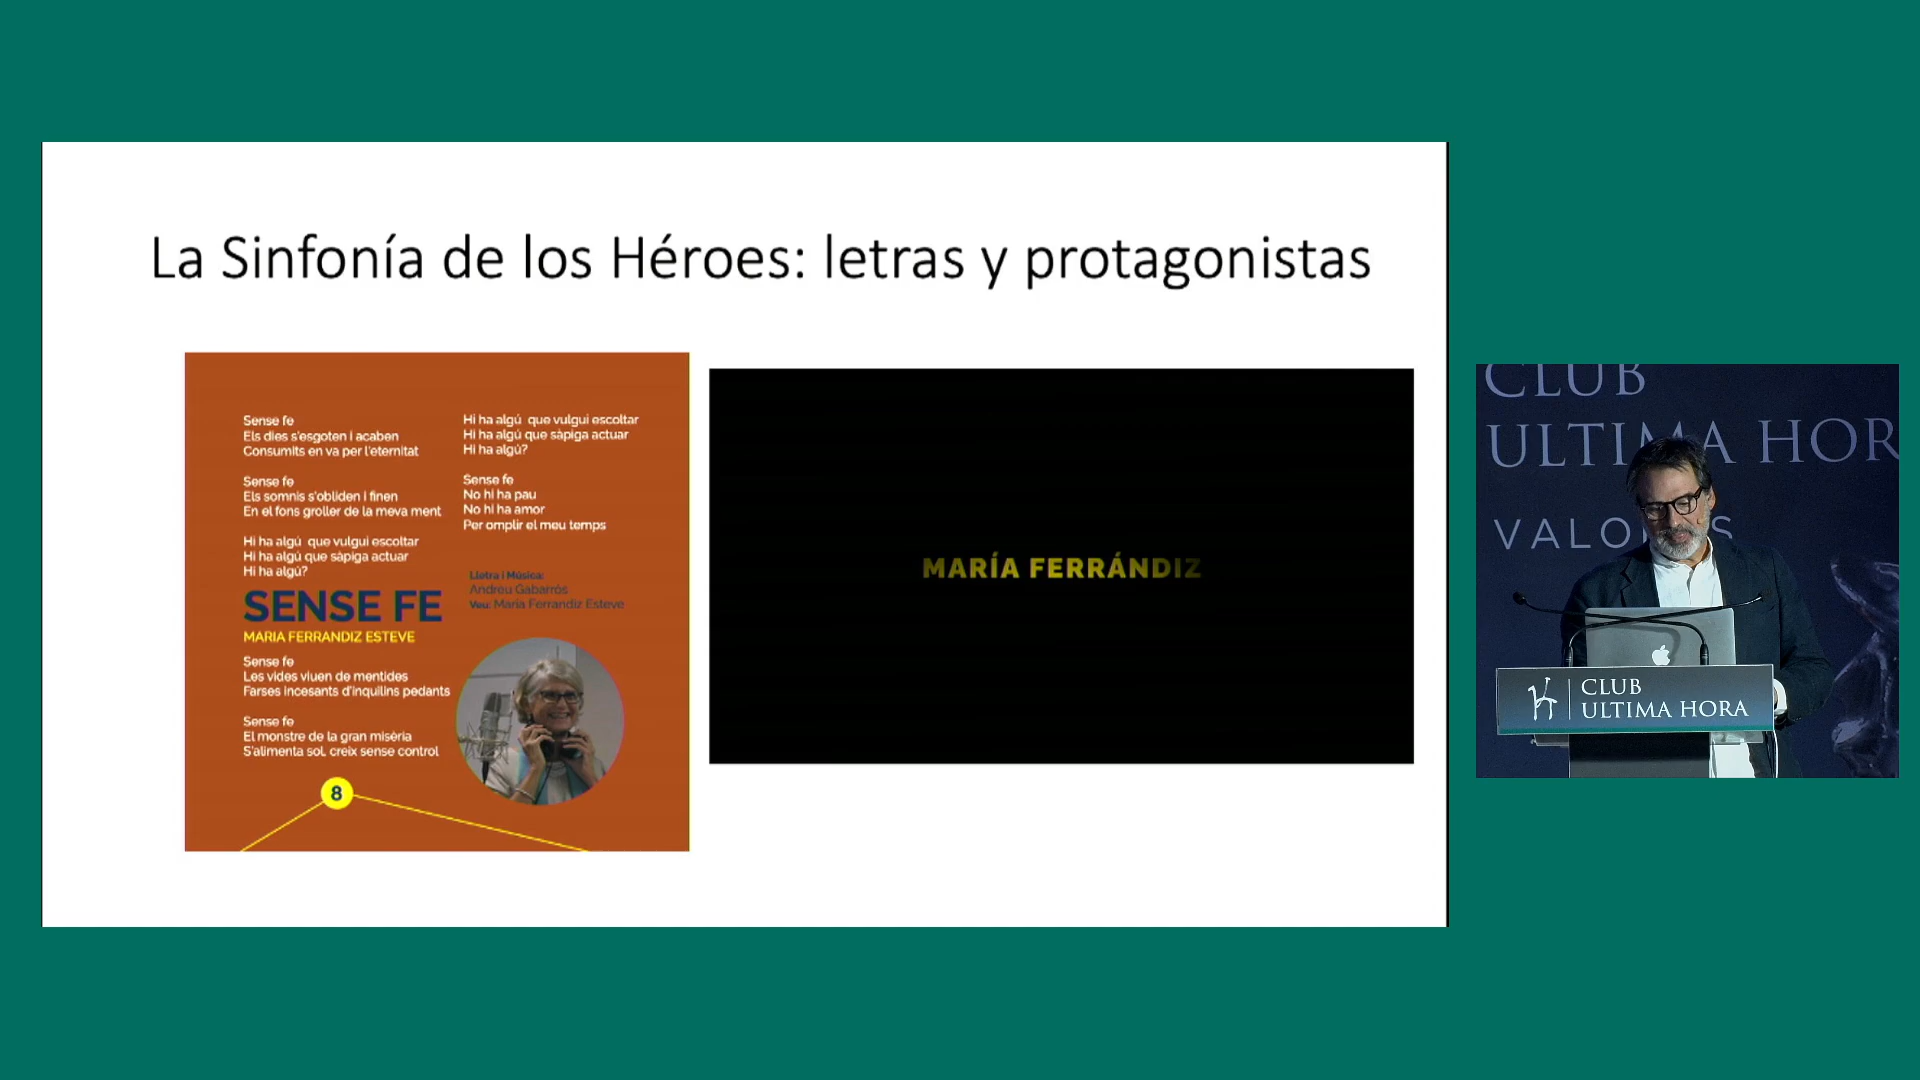 La Sinfonía de los Héroes: letras y protagonistas
Sense fe
Els dies s'esgoten i acaben
Consumits en va per l'eternitat
Sense fe
Els somnis s'obliden i finen
En el fons groller de la meva ment
Hi ha algú que vulgui escoltar
Hi ha algú que sàpiga actuar
Hi ha algú?
SENSE FE
MARIA FERRANDIZ ESTEVE
Sense fe
Les vides viuen de mentides
Farses incesants d'inquilins pedants
Sense fe
El monstre de la gran misèria
S'alimenta sol, creix sense control
Hi ha algú que vulgui escoltar
Hi ha algú que sàpiga actuar
Hi ha algú?
Sense fe
No hi ha pau
No hi ha amor
Per omplir el meu temps
Lletra i Música:
Andreu Gabarrós
Veu: Maria Ferrandiz Esteve
8
MARÍA FERRÁNDIZ
CLUB
ULTIMA HOR
VALO S
CLUB
ULTIMA HORA